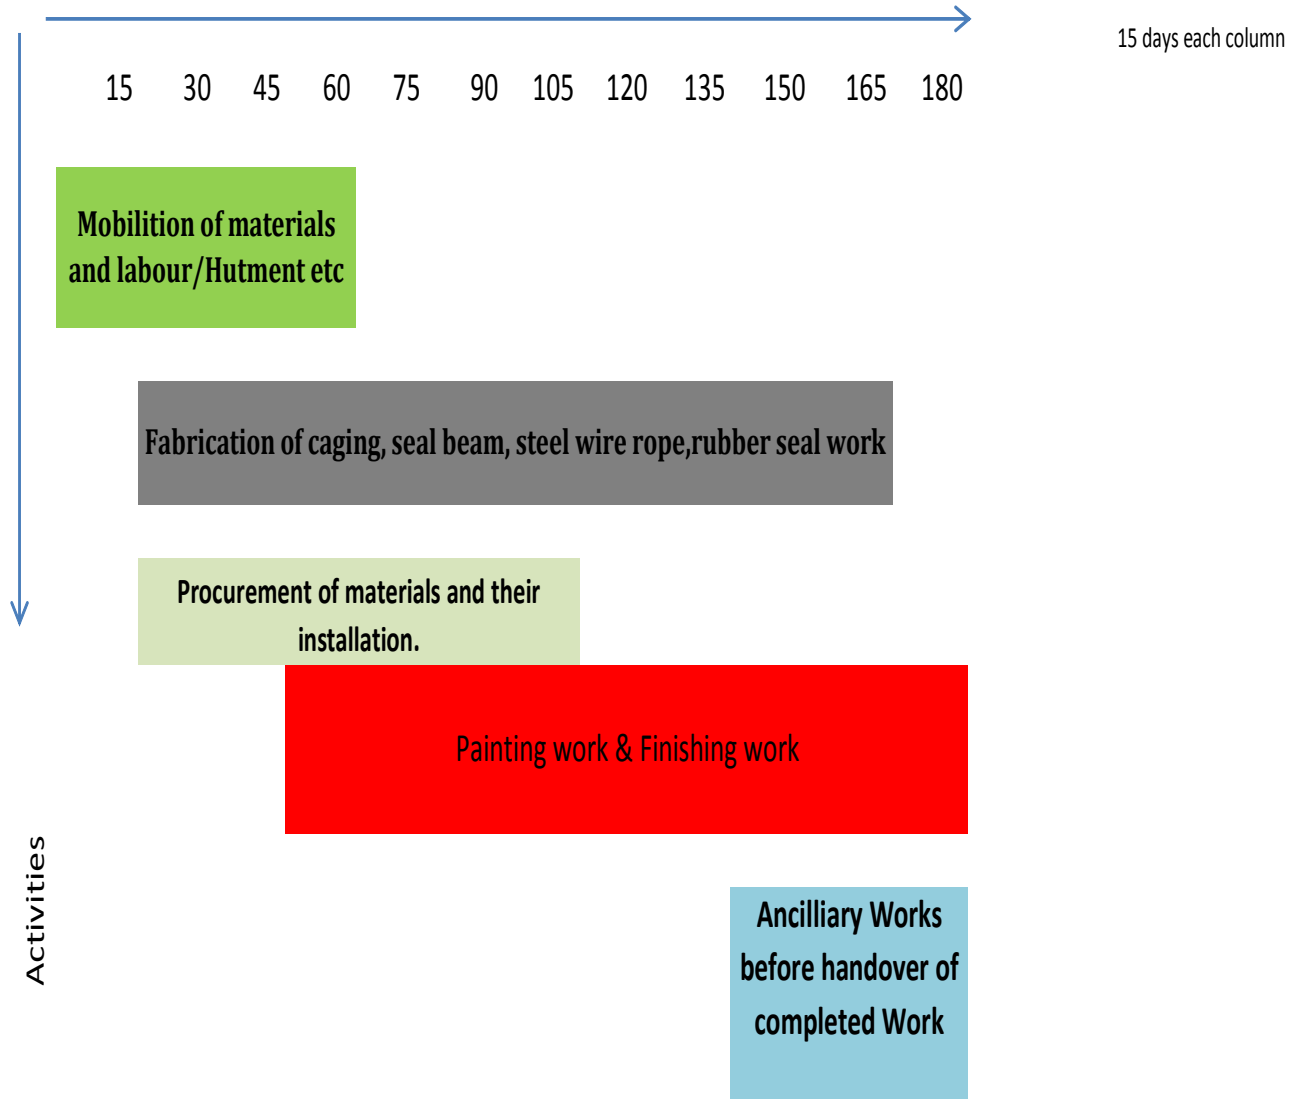 15 days each column
15 30 45 60 75 90 105 120 135 150 165 180
Mobilition of materials
and labour/Hutment etc
Fabrication of caging, seal beam, steel wire rope,rubber seal work
Procurement of materials and their
installation.
Painting work & Finishing work
Activities
Ancilliary Works
before handover of
completed Work